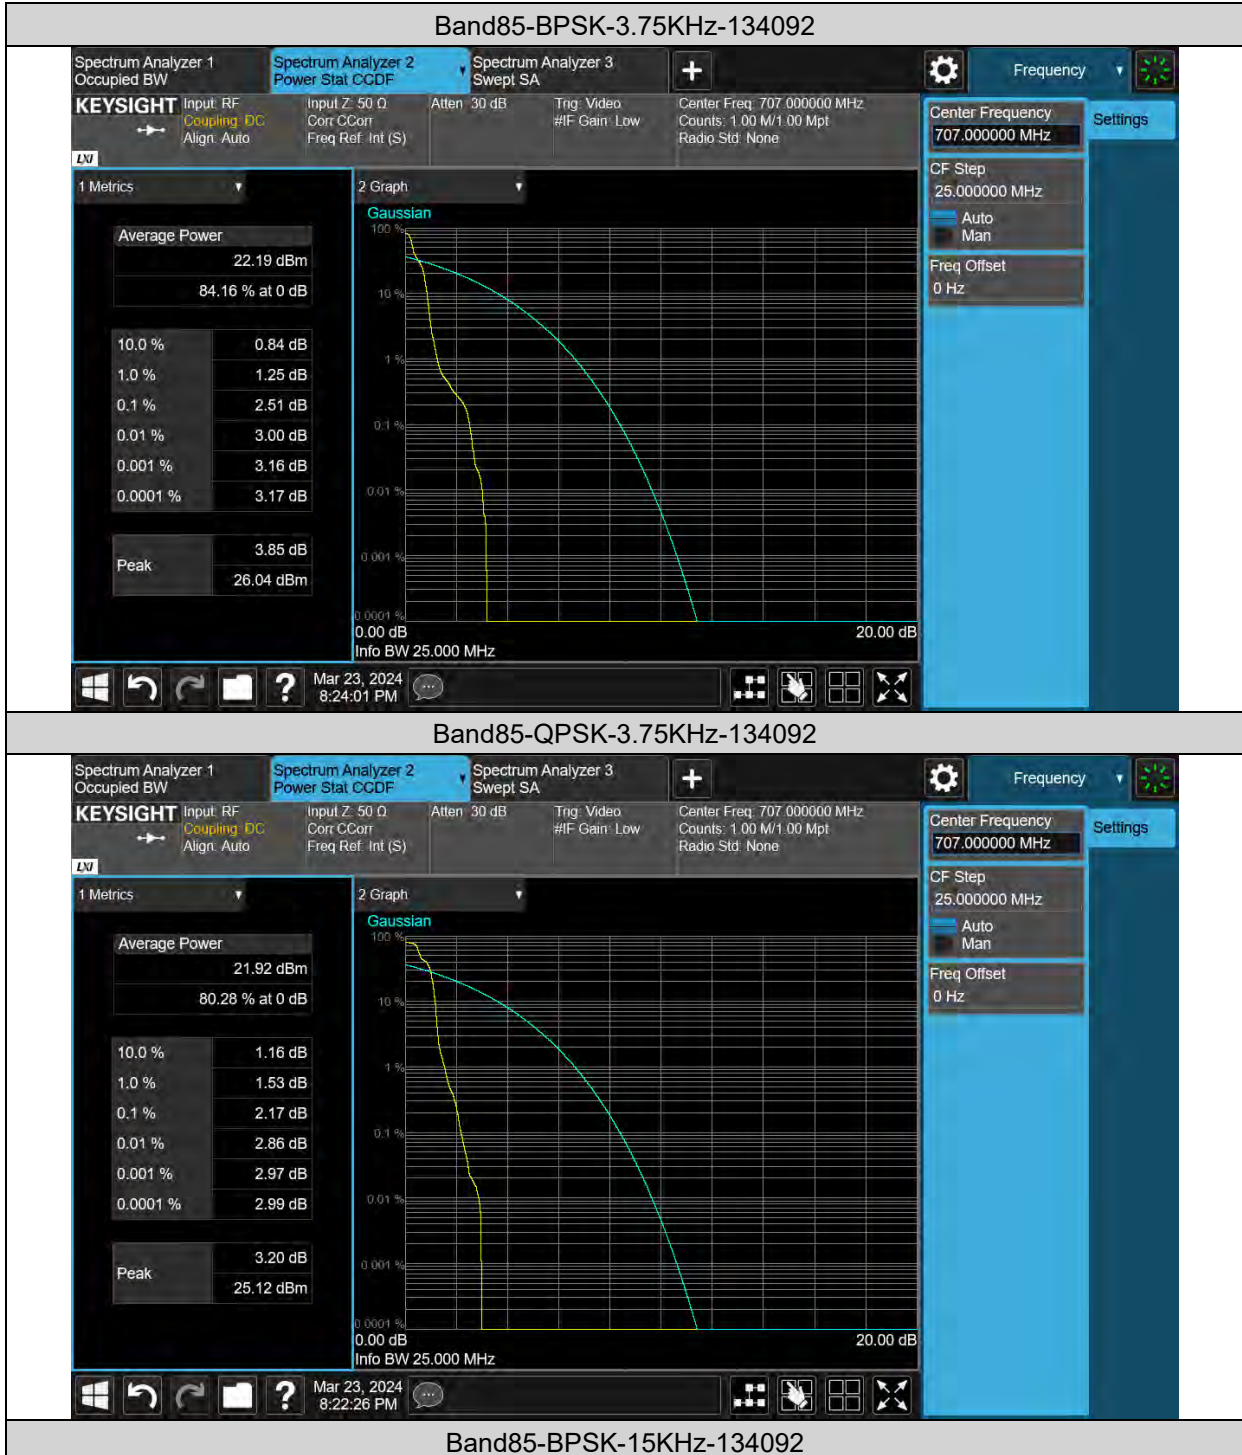 Band85-BPSK-3.75KHz-134092
Spectrum Analyzer 1
Occupied BW
Spectrum Analyzer 2
Power Stat CCDF
Spectrum Analyzer 3
Swept SA
Frequency
KEYSIGHT
Input: RF
Coupling: DC
Align: Auto
Input Z: 50 Ω
Corr CCorr
Freq Ref: Int (S)
Atten: 30 dB
Trig: Video
#IF Gain: Low
Center Freq: 707.000000 MHz
Counts: 1.00 M/1.00 Mpt
Radio Std: None
LXI
Center Frequency
707.000000 MHz
Settings
CF Step
25.000000 MHz
Auto
Man
Freq Offset
0 Hz
1 Metrics
Average Power
22.19 dBm
84.16 % at 0 dB
10.0 % 0.84 dB
1.0 % 1.25 dB
0.1 % 2.51 dB
0.01 % 3.00 dB
0.001 % 3.16 dB
0.0001 % 3.17 dB
Peak
3.85 dB
26.04 dBm
2 Graph
Gaussian
100 %
10 %
1 %
0.1 %
0.01 %
0.001 %
0.0001 %
0.00 dB 20.00 dB
Info BW 25.000 MHz
Mar 23, 2024
8:24:01 PM
Band85-QPSK-3.75KHz-134092
Spectrum Analyzer 1
Occupied BW
Spectrum Analyzer 2
Power Stat CCDF
Spectrum Analyzer 3
Swept SA
Frequency
KEYSIGHT
Input: RF
Coupling: DC
Align: Auto
Input Z: 50 Ω
Corr CCorr
Freq Ref: Int (S)
Atten: 30 dB
Trig: Video
#IF Gain: Low
Center Freq: 707.000000 MHz
Counts: 1.00 M/1.00 Mpt
Radio Std: None
LXI
Center Frequency
707.000000 MHz
Settings
CF Step
25.000000 MHz
Auto
Man
Freq Offset
0 Hz
1 Metrics
Average Power
21.92 dBm
80.28 % at 0 dB
10.0 % 1.16 dB
1.0 % 1.53 dB
0.1 % 2.17 dB
0.01 % 2.86 dB
0.001 % 2.97 dB
0.0001 % 2.99 dB
Peak
3.20 dB
25.12 dBm
2 Graph
Gaussian
100 %
10 %
1 %
0.1 %
0.01 %
0.001 %
0.0001 %
0.00 dB 20.00 dB
Info BW 25.000 MHz
Mar 23, 2024
8:22:26 PM
Band85-BPSK-15KHz-134092